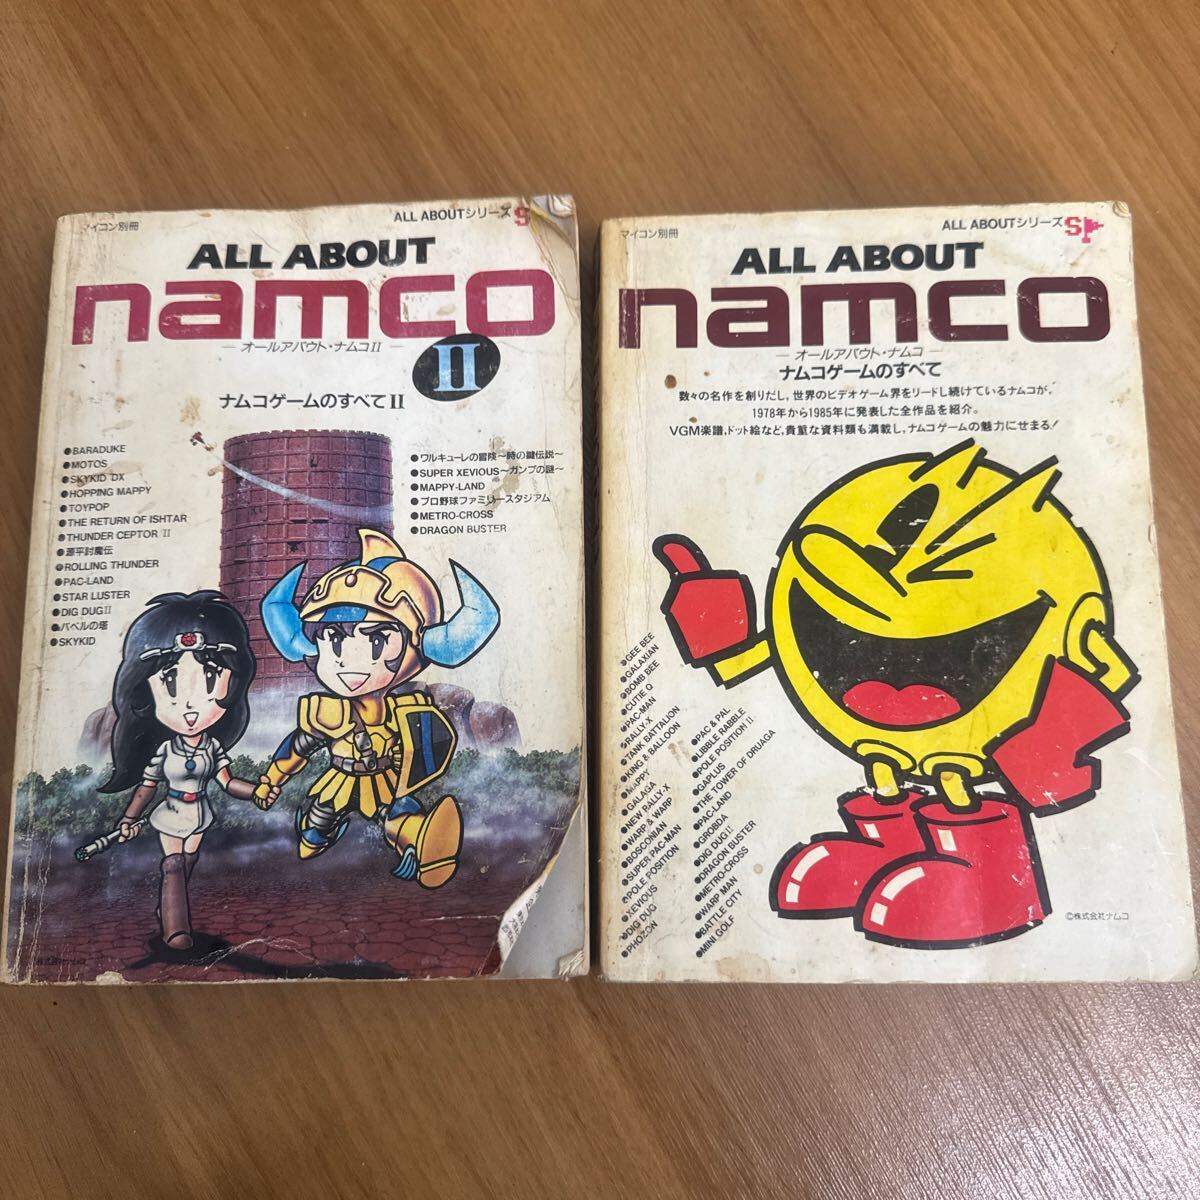 マイコン別冊
ALL ABOUTシリーズ
ALL ABOUT
namco
オールアバウト・ナムコII
II
ナムコゲームのすべてII
●BARADUKE
●MOTOS
●SKYKID DX
●HOPPING MAPPY
●TOYPOP
●THE RETURN OF ISHTAR
●THUNDER CEPTOR II
●源平討魔伝
●ROLLING THUNDER
●PAC-LAND
●STAR LUSTER
●DIG DUG II
●バベルの塔
●SKYKID
●ワルキューレの冒険〜時の鍵伝説〜
●SUPER XEVIOUS〜ガンプの謎〜
●MAPPY-LAND
●プロ野球ファミリースタジアム
●METRO-CROSS
●DRAGON BUSTER
マイコン別冊
ALL ABOUTシリーズ
ALL ABOUT
namco
オールアバウト・ナムコ
ナムコゲームのすべて
数々の名作を創りだし,世界のビデオゲーム界をリードし続けているナムコが,
1978年から1985年に発表した全作品を紹介。
VGM楽譜,ドット絵など,貴重な資料類も満載し,ナムコゲームの魅力にせまる!
●GEE BEE
●GALAXIAN
●BOMB BEE
●CUTIE Q
●PAC-MAN
●RALLY-X
●TANK BATTALION
●KING & BALLOON
●MAPPY
●GALAGA
●NEW RALLY-X
●WARP & WARP
●BOSCONIAN
●SUPER PAC-MAN
●POLE POSITION
●XEVIOUS
●DIG DUG
●PHOZON
●PAC & PAL
●LIBBLE RABBLE
●POLE POSITION II
●GAPLUS
●THE TOWER OF DRUAGA
●PAC-LAND
●GROBDA
●DIG DUG II
●DRAGON BUSTER
●METRO-CROSS
●WARP MAN
●BATTLE CITY
●MINI GOLF
©株式会社ナムコ